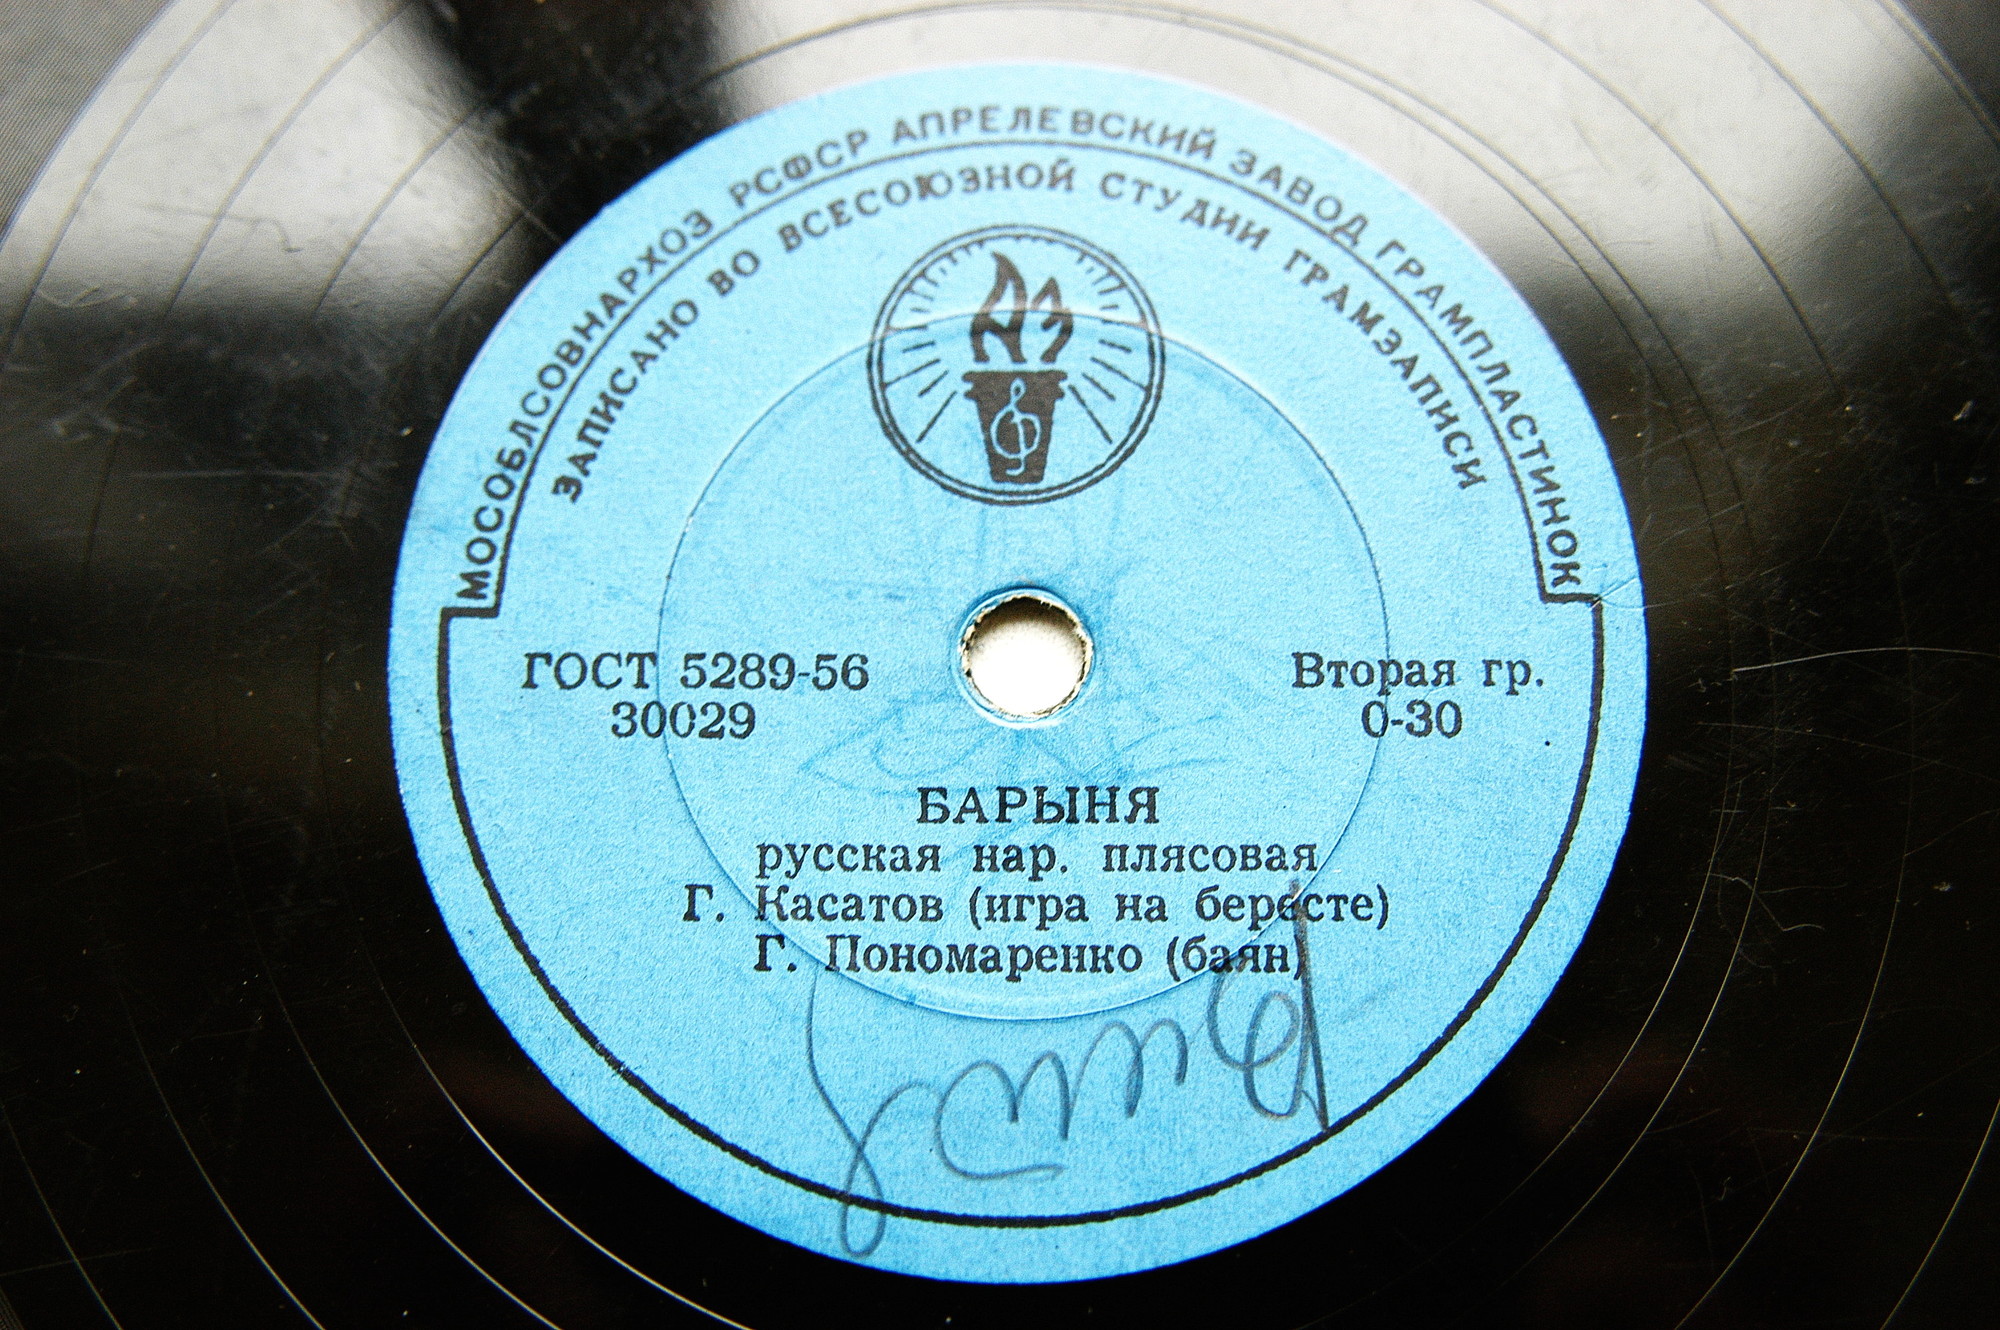 МОСОБЛСОВНАРХОЗ РСФСР АПРЕЛЕВСКИЙ ЗАВОД ГРАМПЛАСТИНОК
ЗАПИСАНО ВО ВСЕСОЮЗНОЙ СТУДИИ ГРАМЗАПИСИ
ГОСТ 5289-56 Вторая гр.
30029 0-30
БАРЫНЯ
русская нар. плясовая
Г. Касатов (игра на бересте)
Г. Пономаренко (баян)